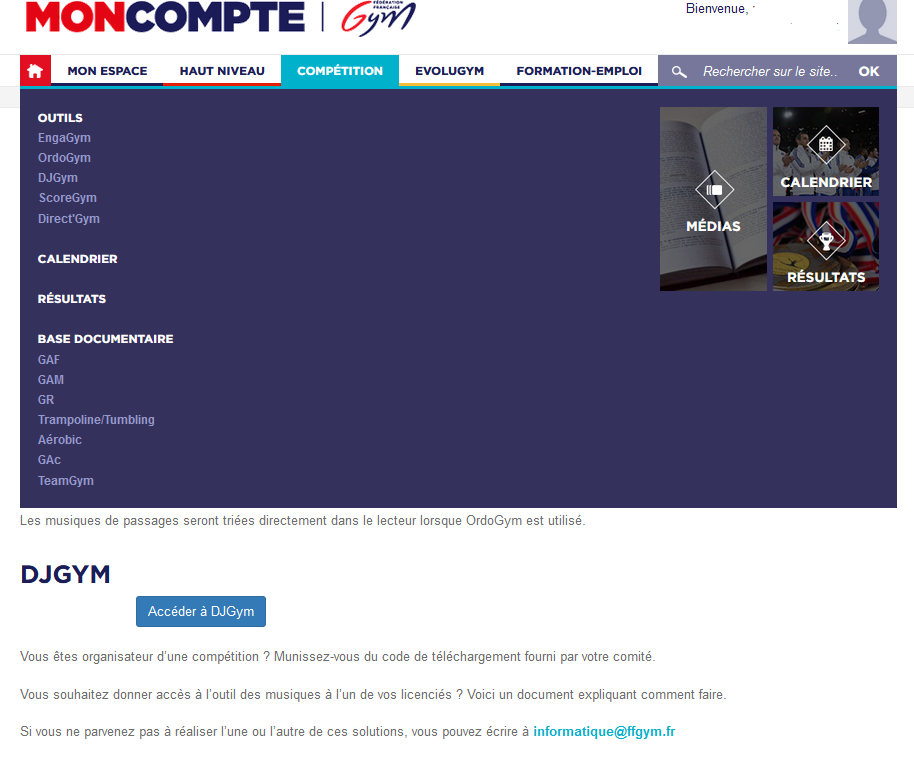 MONCOMPTE
FÉDÉRATION
FRANÇAISE
Gym
Bienvenue,
MON ESPACE
HAUT NIVEAU
COMPÉTITION
EVOLUGYM
FORMATION-EMPLOI
Rechercher sur le site..
OK
OUTILS
EngaGym
OrdoGym
DJGym
ScoreGym
Direct'Gym
CALENDRIER
RÉSULTATS
BASE DOCUMENTAIRE
GAF
GAM
GR
Trampoline/Tumbling
Aérobic
GAc
TeamGym
MÉDIAS
CALENDRIER
RÉSULTATS
Les musiques de passages seront triées directement dans le lecteur lorsque OrdoGym est utilisé.
DJGYM
Accéder à DJGym
Vous êtes organisateur d'une compétition ? Munissez-vous du code de téléchargement fourni par votre comité.
Vous souhaitez donner accès à l'outil des musiques à l'un de vos licenciés ? Voici un document expliquant comment faire.
Si vous ne parvenez pas à réaliser l'une ou l'autre de ces solutions, vous pouvez écrire à informatique@ffgym.fr